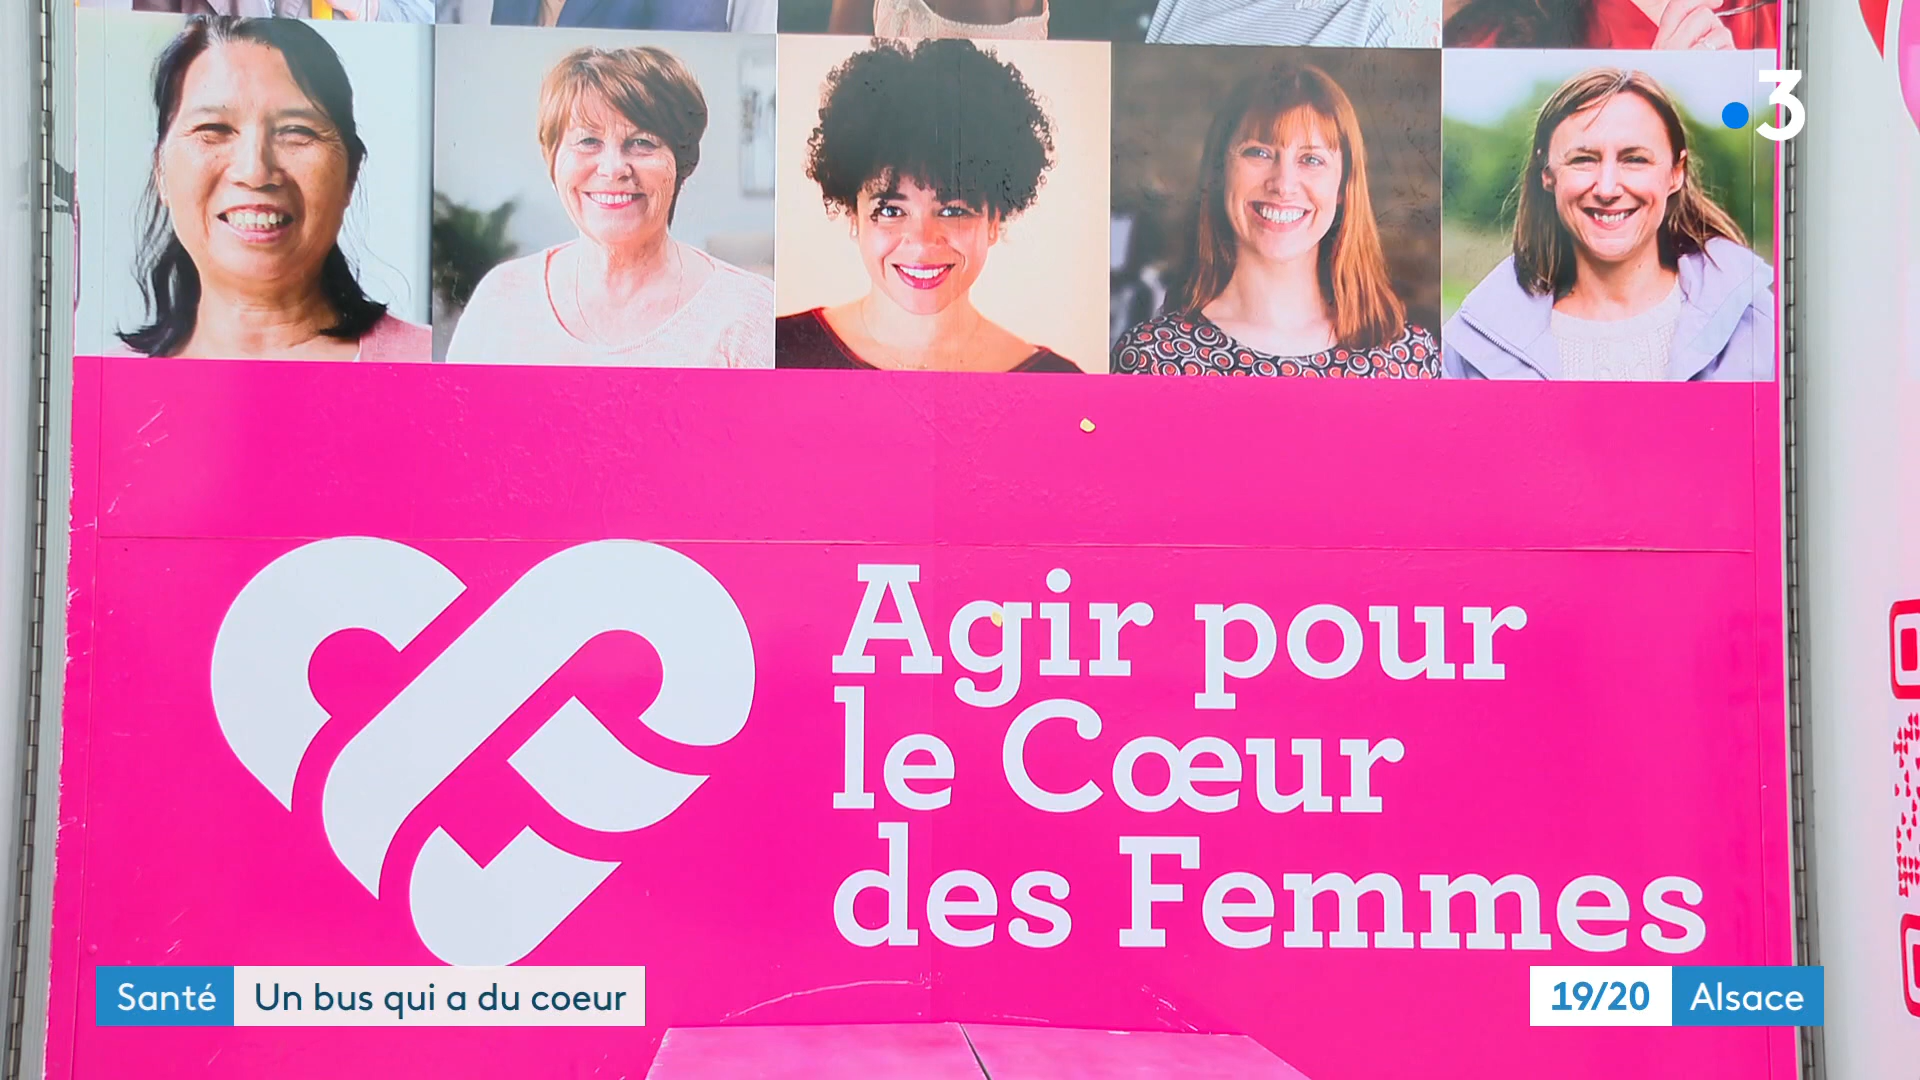 3
Agir pour
le Cœur
des Femmes
Santé Un bus qui a du coeur
19/20 Alsace